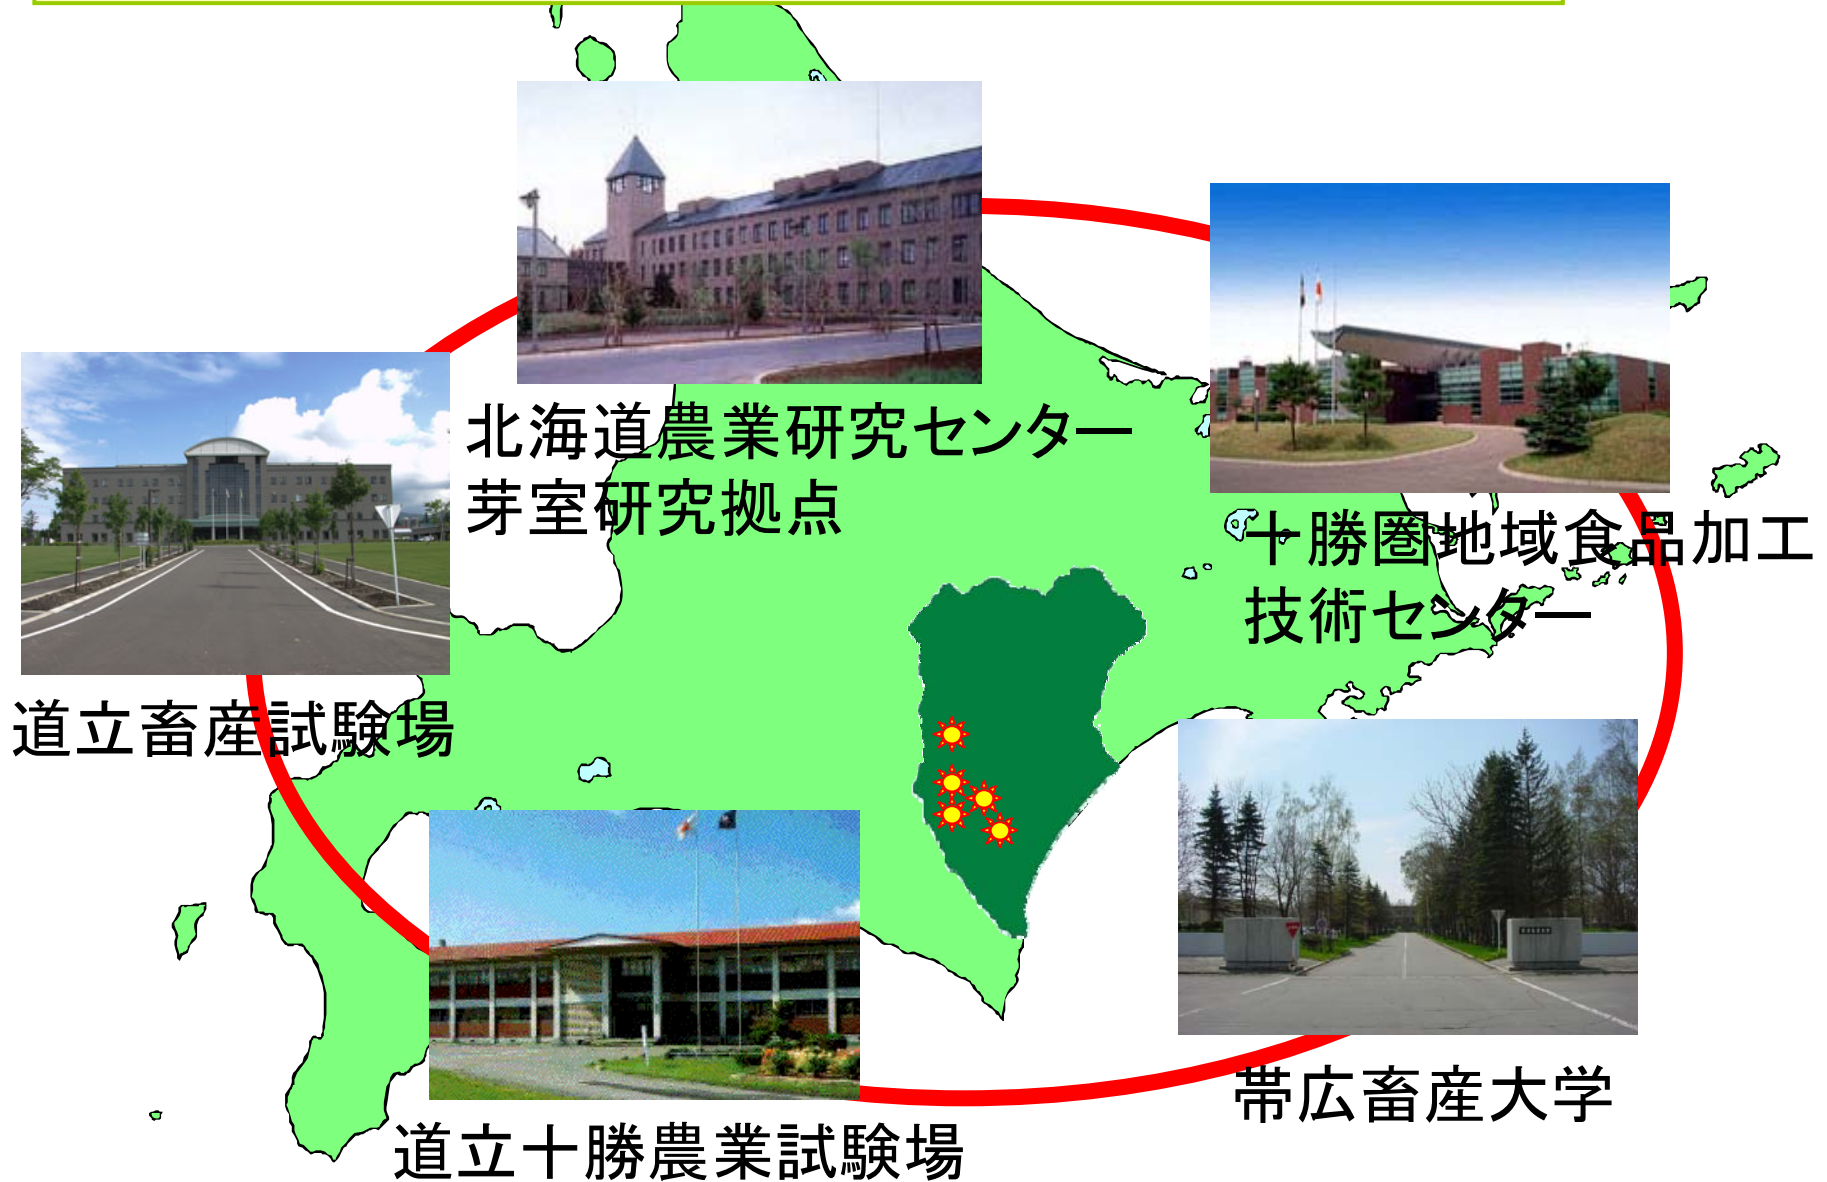 北海道農業研究センター
芽室研究拠点
十勝圏地域食品加工
技術センター
道立畜産試験場
帯広畜産大学
道立十勝農業試験場